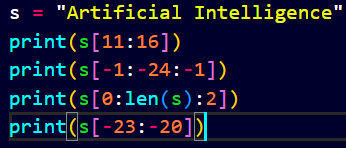 s = "Artificial Intelligence"
print(s[11:16])
print(s[-1:-24:-1])
print(s[0:len(s):2])
print(s[-23:-20])